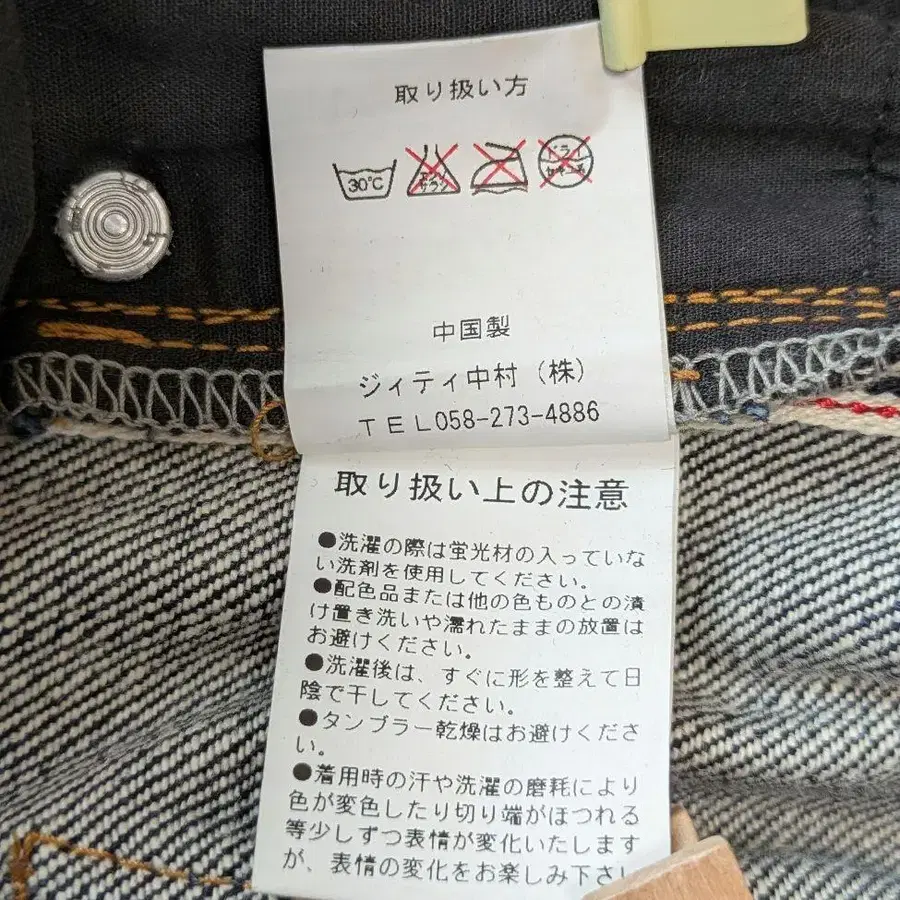 取り扱い方
30℃
エンソ
サラシ
ドライ
中国製
ジィティ中村（株）
ＴＥＬ058-273-4886
取り扱い上の注意
●洗濯の際は蛍光材の入っていな
い洗剤を使用してください。
●配色品または他の色ものとの漬
け置き洗いや濡れたままの放置は
お避けください。
●洗濯後は、すぐに形を整えて日
陰で干してください。
●タンブラー乾燥はお避けくださ
い。
●着用時の汗や洗濯の磨耗により
色が変色したり切り端がほつれる
等少しずつ表情が変化いたします
が、表情の変化をお楽しみ下さい